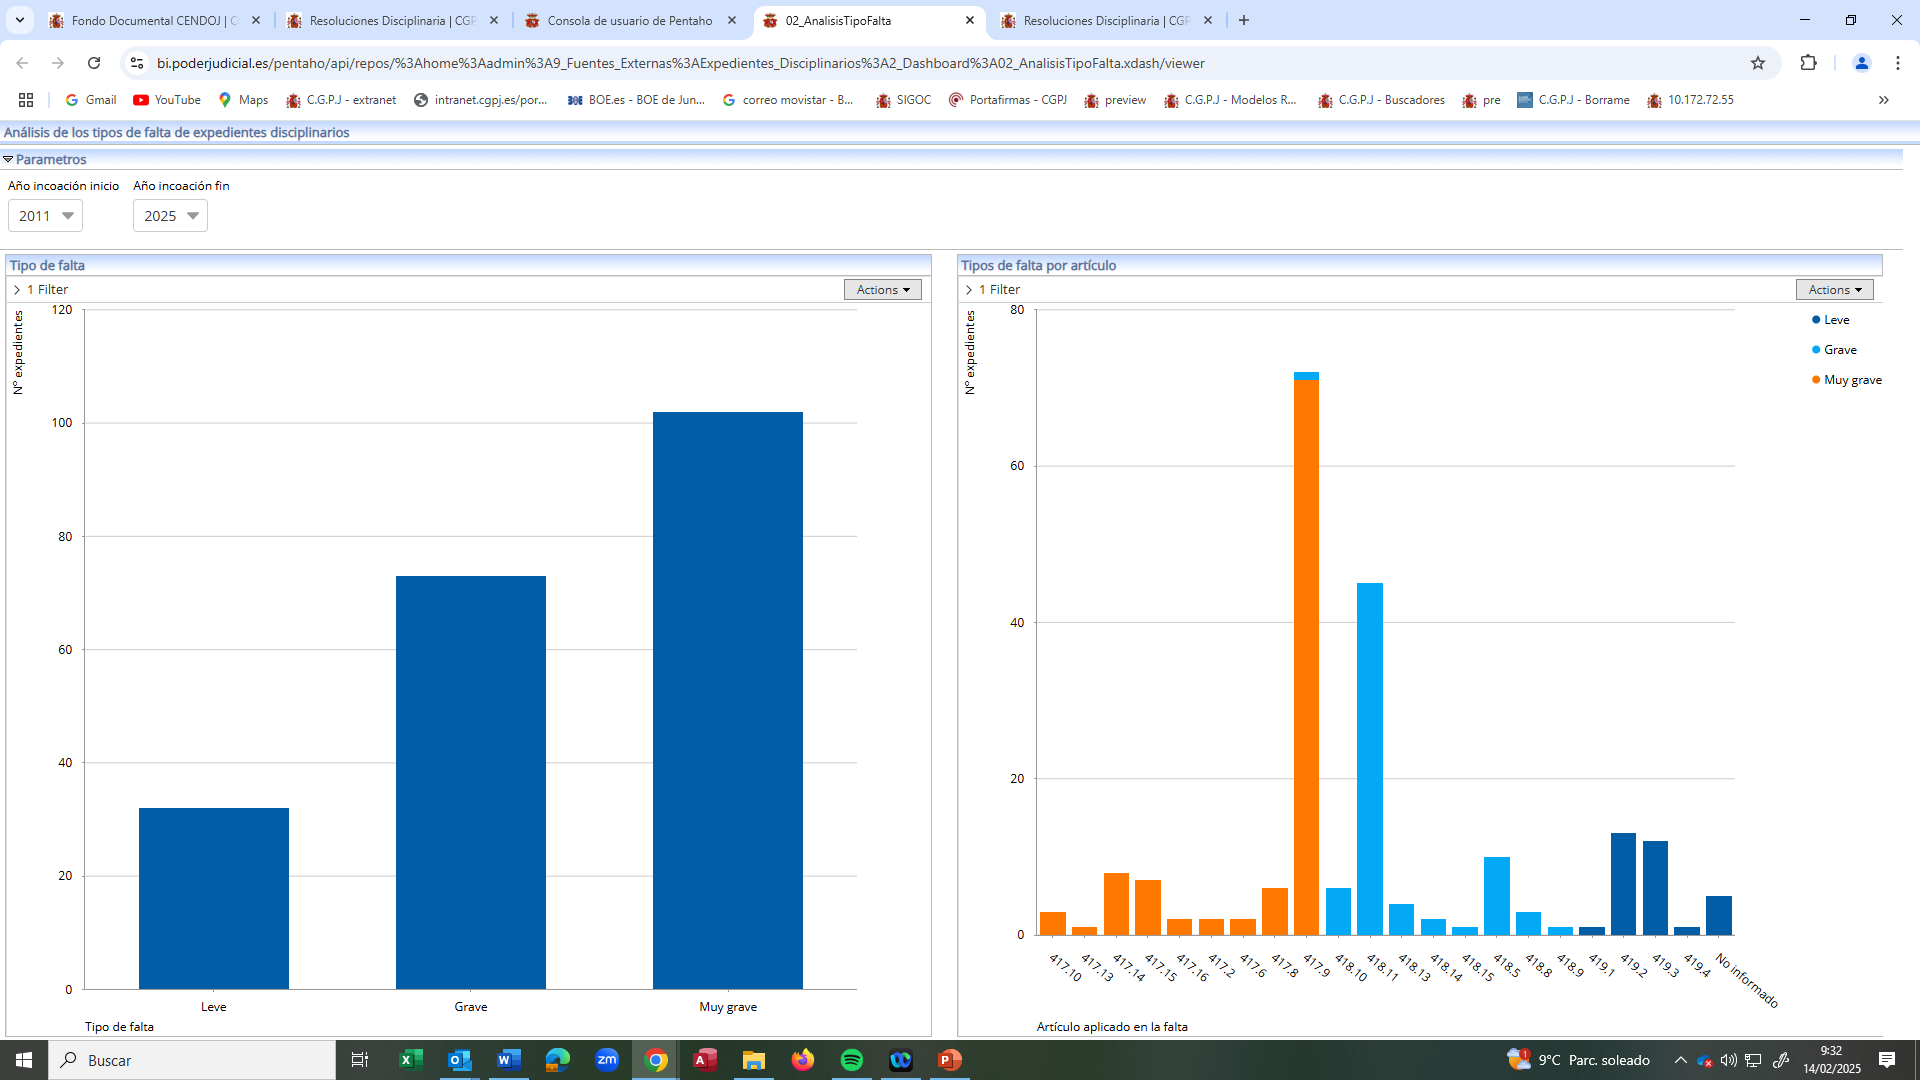 Fondo Documental CENDOJ | C
Resoluciones Disciplinaria | CGP
Consola de usuario de Pentaho
02_AnalisisTipoFalta
Resoluciones Disciplinaria | CGP
bi.poderjudicial.es/pentaho/api/repos/%3Ahome%3Aadmin%3A9_Fuentes_Externas%3AExpedientes_Disciplinarios%3A2_Dashboard%3A02_AnalisisTipoFalta.xdash/viewer
Gmail
YouTube
Maps
C.G.P.J - extranet
intranet.cgpj.es/por...
BOE.es - BOE de Jun...
correo movistar - B...
SIGOC
Portafirmas - CGPJ
preview
C.G.P.J - Modelos R...
C.G.P.J - Buscadores
pre
C.G.P.J - Borrame
10.172.72.55
Análisis de los tipos de falta de expedientes disciplinarios
Parametros
Año incoación inicio
Año incoación fin
2011
2025
Tipo de falta
1 Filter
Actions
Nº expedientes
120
100
80
60
40
20
0
Leve
Grave
Muy grave
Tipo de falta
Tipos de falta por artículo
1 Filter
Actions
Nº expedientes
80
60
40
20
0
Leve
Grave
Muy grave
417.10
417.13
417.14
417.15
417.16
417.2
417.6
417.8
417.9
418.10
418.11
418.13
418.14
418.15
418.5
418.8
418.9
419.1
419.2
419.3
419.4
No informado
Artículo aplicado en la falta
Buscar
zm
1
9°C Parc. soleado
9:32
14/02/2025